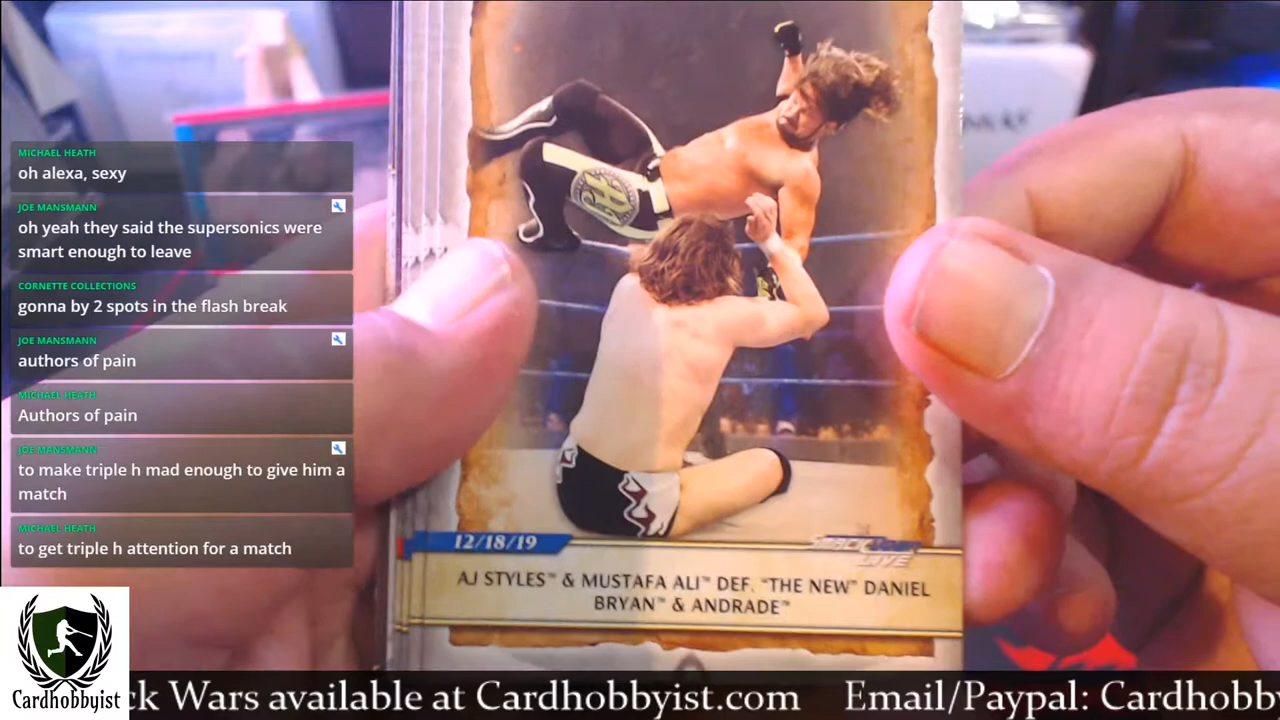 MICHAEL HEATH
oh alexa, sexy
JOE MANSMANN
oh yeah they said the supersonics were
smart enough to leave
CORNETTE COLLECTIONS
gonna by 2 spots in the flash break
JOE MANSMANN
authors of pain
MICHAEL HEATH
Authors of pain
JOE MANSMANN
to make triple h mad enough to give him a
match
MICHAEL HEATH
to get triple h attention for a match
12/18/19
SMACKDOWN
LIVE
AJ STYLES™ & MUSTAFA ALI™ DEF. "THE NEW" DANIEL
BRYAN™ & ANDRADE™
Cardhobbyist
ck Wars available at Cardhobbyist.com Email/Paypal: Cardhobb